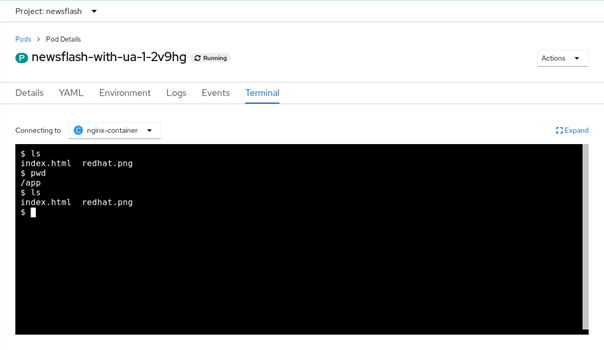 Project: newsflash
Pods > Pod Details
P newsflash-with-ua-1-2v9hg Running
Actions
Details YAML Environment Logs Events Terminal
Connecting to C nginx-container
Expand
$ ls
index.html redhat.png
$ pwd
/app
$ ls
index.html redhat.png
$